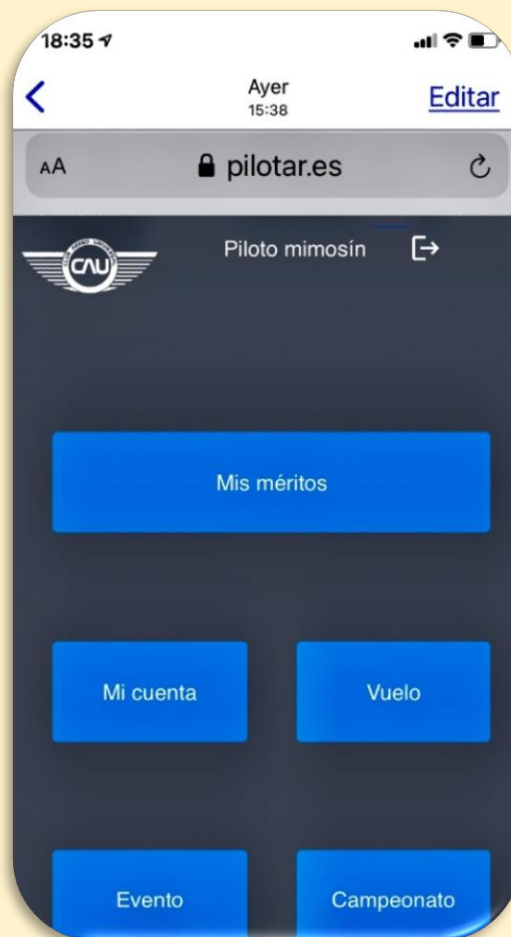 18:35
Ayer
15:38
Editar
AA
pilotar.es
Piloto mimosín
CAU
Mis méritos
Mi cuenta
Vuelo
Evento
Campeonato